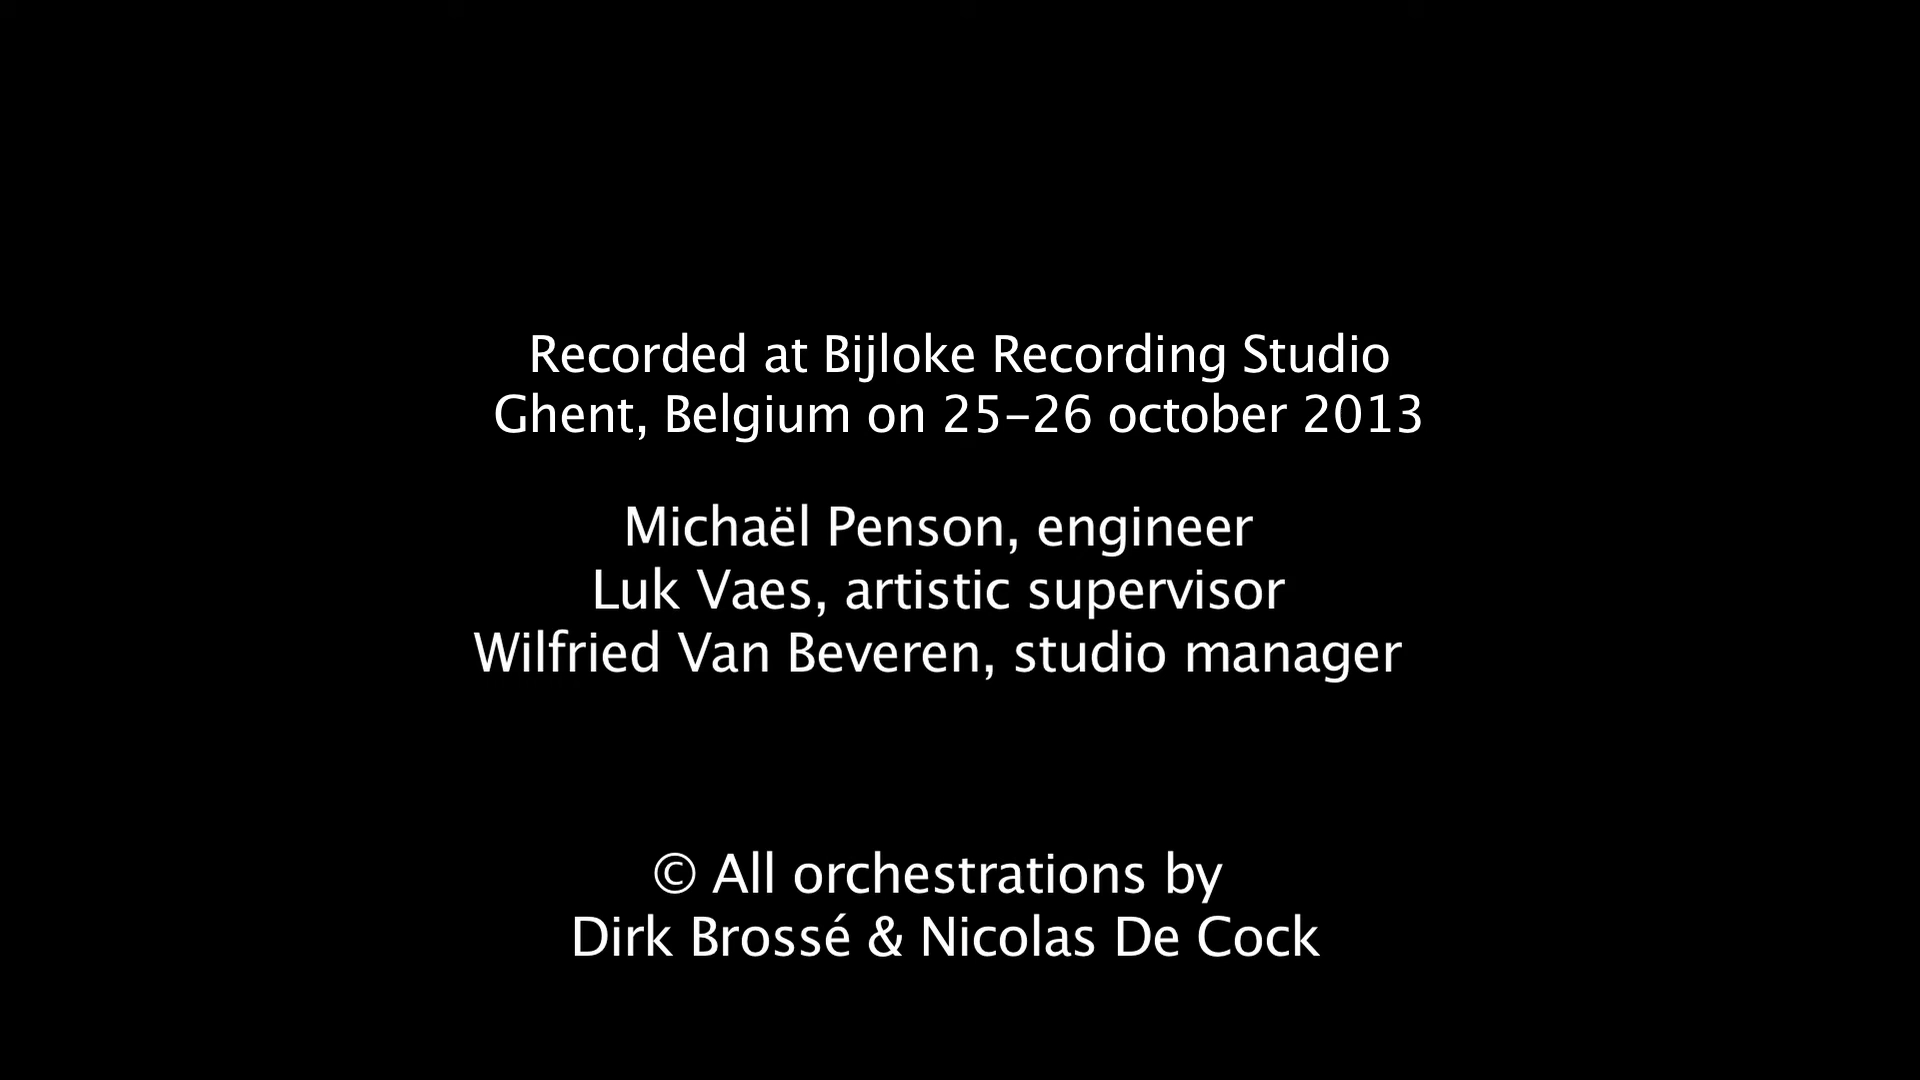 Recorded at Bijloke Recording Studio
Ghent, Belgium on 25-26 october 2013
Michaël Penson, engineer
Luk Vaes, artistic supervisor
Wilfried Van Beveren, studio manager
© All orchestrations by
Dirk Brossé & Nicolas De Cock